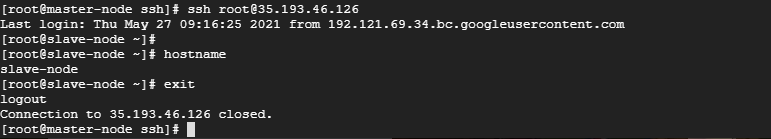 [root@master-node ssh]# ssh root@35.193.46.126
Last login: Thu May 27 09:16:25 2021 from 192.121.69.34.bc.googleusercontent.com
[root@slave-node ~]#
[root@slave-node ~]# hostname
slave-node
[root@slave-node ~]# exit
logout
Connection to 35.193.46.126 closed.
[root@master-node ssh]#